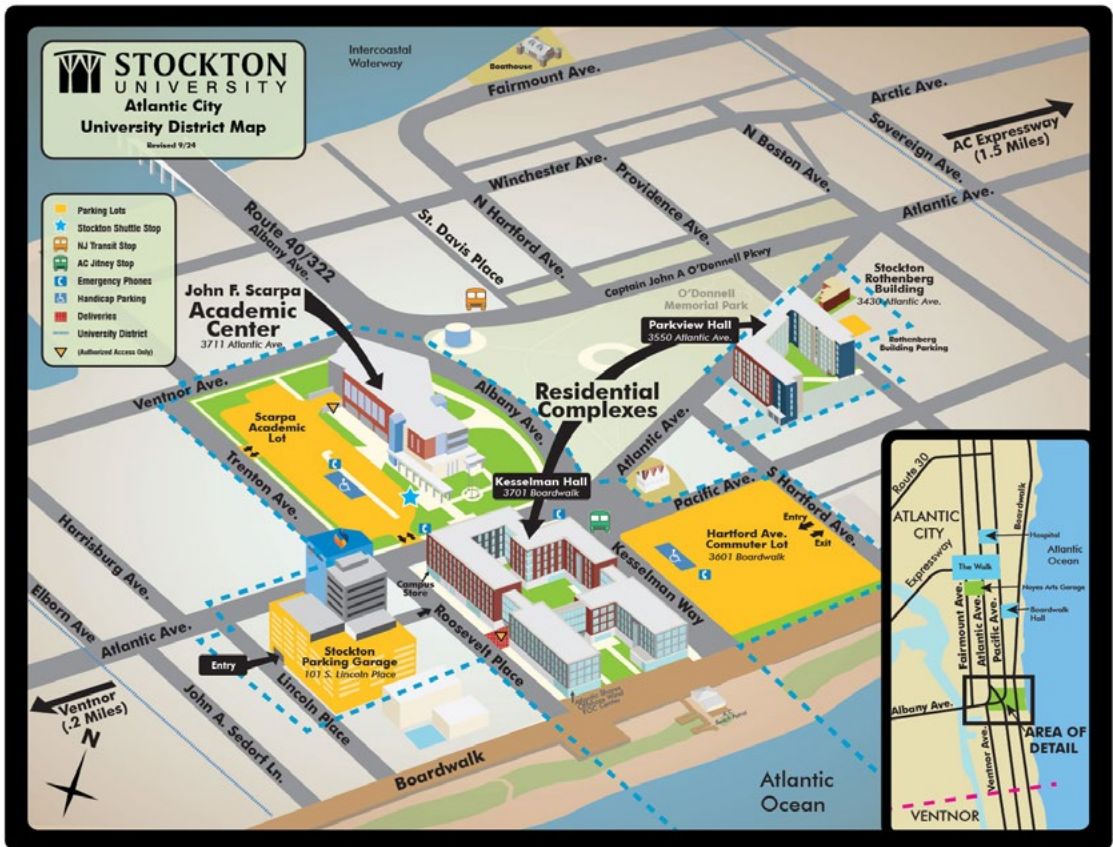 STOCKTON
UNIVERSITY
Atlantic City
University District Map
Revised 9/24
Intercoastal
Waterway
Boathouse
Fairmount Ave.
Arctic Ave.
Sovereign Ave.
AC Expressway
(1.5 Miles)
N Boston Ave.
Winchester Ave.
Providence Ave.
Atlantic Ave.
N Hartford Ave.
St. Davis Place
Route 40/322
Albany Ave.
Captain John A O'Donnell Pkwy
Parking Lots
Stockton Shuttle Stop
NJ Transit Stop
AC Jitney Stop
Emergency Phones
Handicap Parking
Deliveries
University District
(Authorized Access Only)
John F. Scarpa
Academic
Center
3711 Atlantic Ave.
O'Donnell
Memorial Park
Stockton
Rothenberg
Building
3430 Atlantic Ave.
Parkview Hall
3550 Atlantic Ave.
Rothenberg
Building Parking
Ventnor Ave.
Albany Ave.
Residential
Complexes
Scarpa
Academic
Lot
Atlantic Ave.
Trenton Ave.
Kesselman Hall
3701 Boardwalk
Pacific Ave.
S Hartford Ave.
Entry
Exit
Hartford Ave.
Commuter Lot
3601 Boardwalk
Kesselman Way
Harrisburg Ave.
Elborn Ave
Atlantic Ave.
Campus
Store
Roosevelt Place
Stockton
Parking Garage
101 S. Lincoln Place
Entry
Lincoln Place
John A. Sedorf Ln.
Ventnor
(.2 Miles)
N
Boardwalk
Atlantic
Ocean
Route 30
ATLANTIC
CITY
Boardwalk
Hospital
Atlantic
Ocean
Expressway
The Walk
Noyes Arts Garage
Boardwalk
Hall
Fairmount Ave.
Atlantic Ave.
Pacific Ave.
Albany Ave.
Ventnor Ave.
AREA OF
DETAIL
VENTNOR